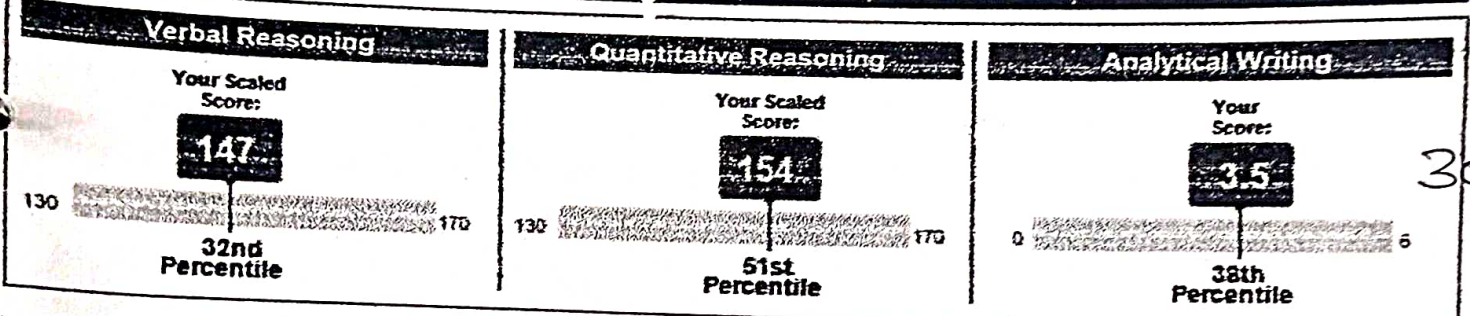 Verbal Reasoning
Your Scaled
Score:
147
130
170
32nd
Percentile
Quantitative Reasoning
Your Scaled
Score:
154
130
170
51st
Percentile
Analytical Writing
Your
Score:
3.5
0
6
38th
Percentile